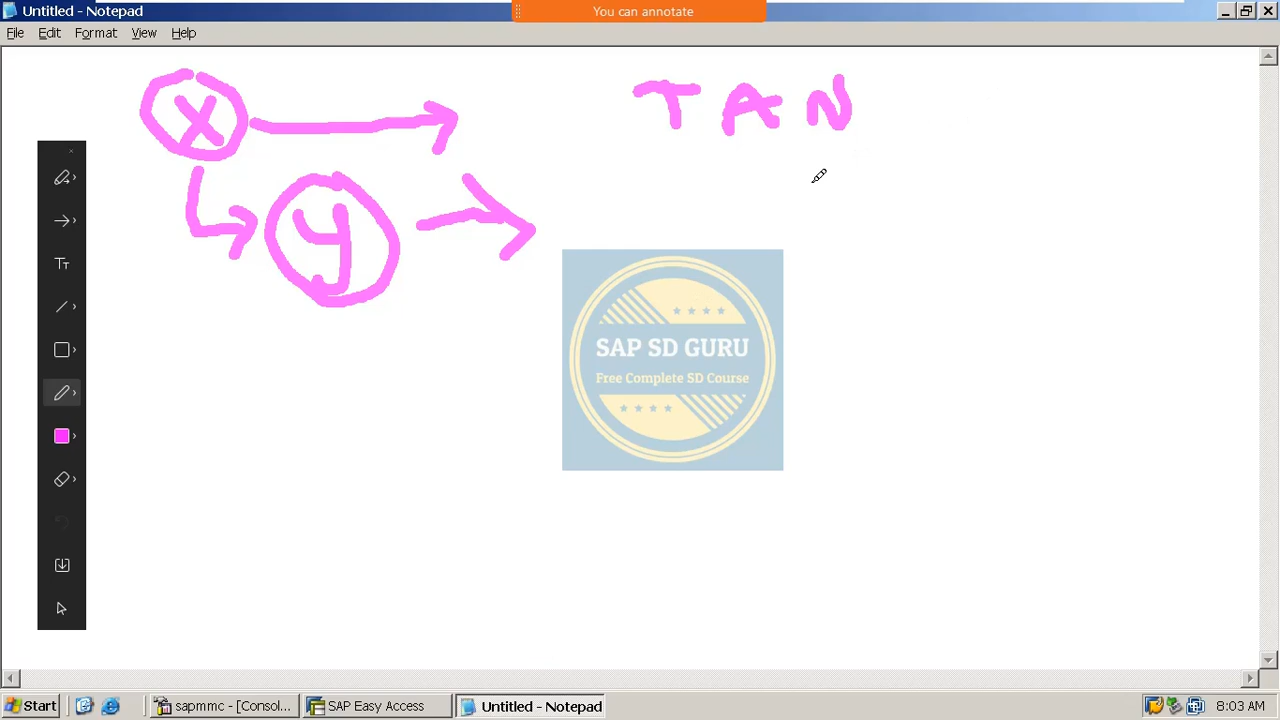 Untitled - Notepad
You can annotate
File Edit Format View Help
X
T A N
y
SAP SD GURU
Free Complete SD Course
Tт
Start sapmmc - [Consol... SAP Easy Access Untitled - Notepad 8:03 AM